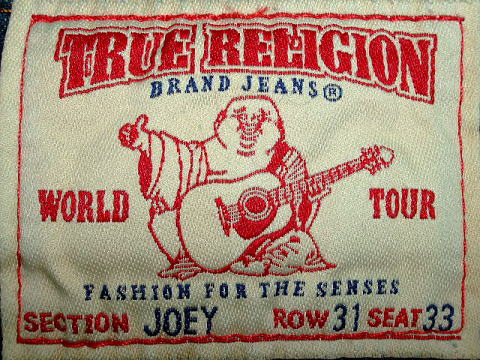 TRUE RELIGION
BRAND JEANS®
WORLD TOUR
FASHION FOR THE SENSES
SECTION JOEY ROW 31 SEAT 33